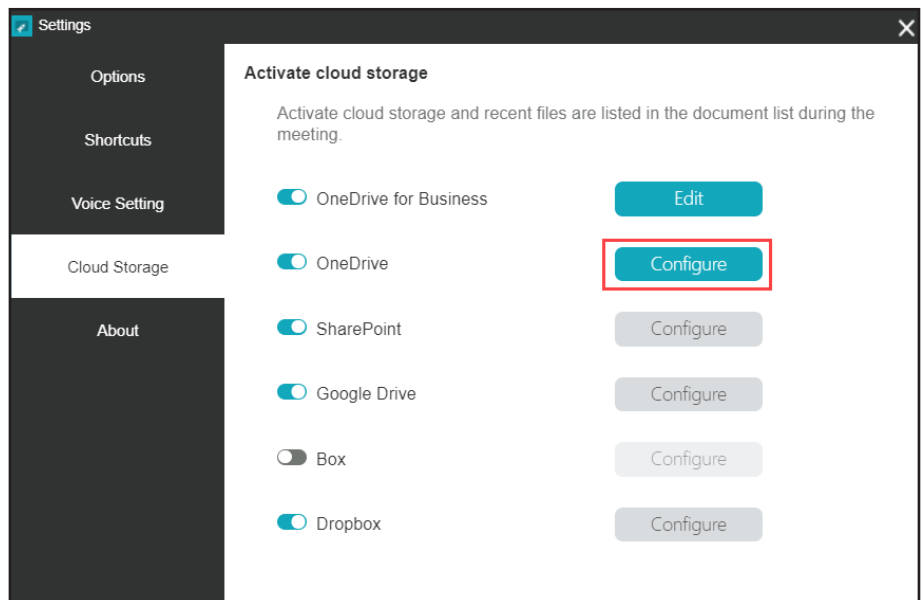 Settings
Options
Shortcuts
Voice Setting
Cloud Storage
About
Activate cloud storage
Activate cloud storage and recent files are listed in the document list during the
meeting.
OneDrive for Business Edit
OneDrive Configure
SharePoint Configure
Google Drive Configure
Box Configure
Dropbox Configure